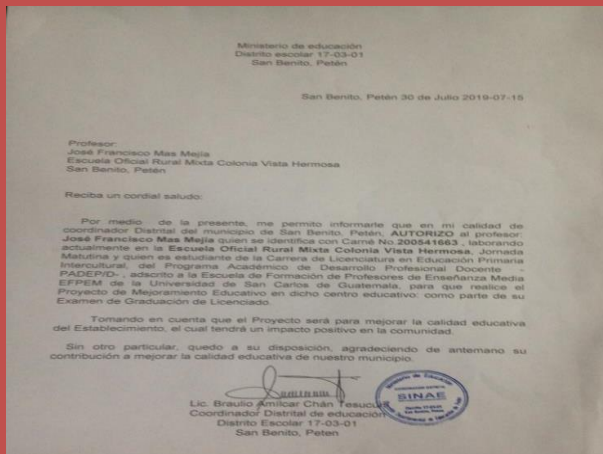 Ministerio de educación
Distrito escolar 17-03-01
San Benito, Petén
San Benito, Petén 30 de Julio 2019-07-15
Profesor:
José Francisco Mas Mejía
Escuela Oficial Rural Mixta Colonia Vista Hermosa
San Benito, Petén
Reciba un cordial saludo:
Por medio de la presente, me permito informarte que en mi calidad de
coordinador Distrital del municipio de San Benito, Petén, AUTORIZO al profesor:
José Francisco Mas Mejía quien se identifica con Carné No.200541663 , laborando
actualmente en la Escuela Oficial Rural Mixta Colonia Vista Hermosa, Jornada
Matutina y quien es estudiante de la Carrera de Licenciatura en Educación Primaria
Intercultural, del Programa Académico de Desarrollo Profesional Docente -
PADEP/D- , adscrito a la Escuela de Formación de Profesores de Enseñanza Media
EFPEM de la Universidad de San Carlos de Guatemala, para que realice el
Proyecto de Mejoramiento Educativo en dicho centro educativo; como parte de su
Examen de Graduación de Licenciado.
Tomando en cuenta que el Proyecto será para mejorar la calidad educativa
del Establecimiento, el cual tendrá un impacto positivo en la comunidad.
Sin otro particular, quedo a su disposición, agradeciendo de antemano su
contribución a mejorar la calidad educativa de nuestro municipio.
Lic. Braulio Amilcar Chán Tesucún
Coordinador Distrital de educación
Distrito Escolar 17-03-01
San Benito, Peten
Ministerio de Educación
SINAE